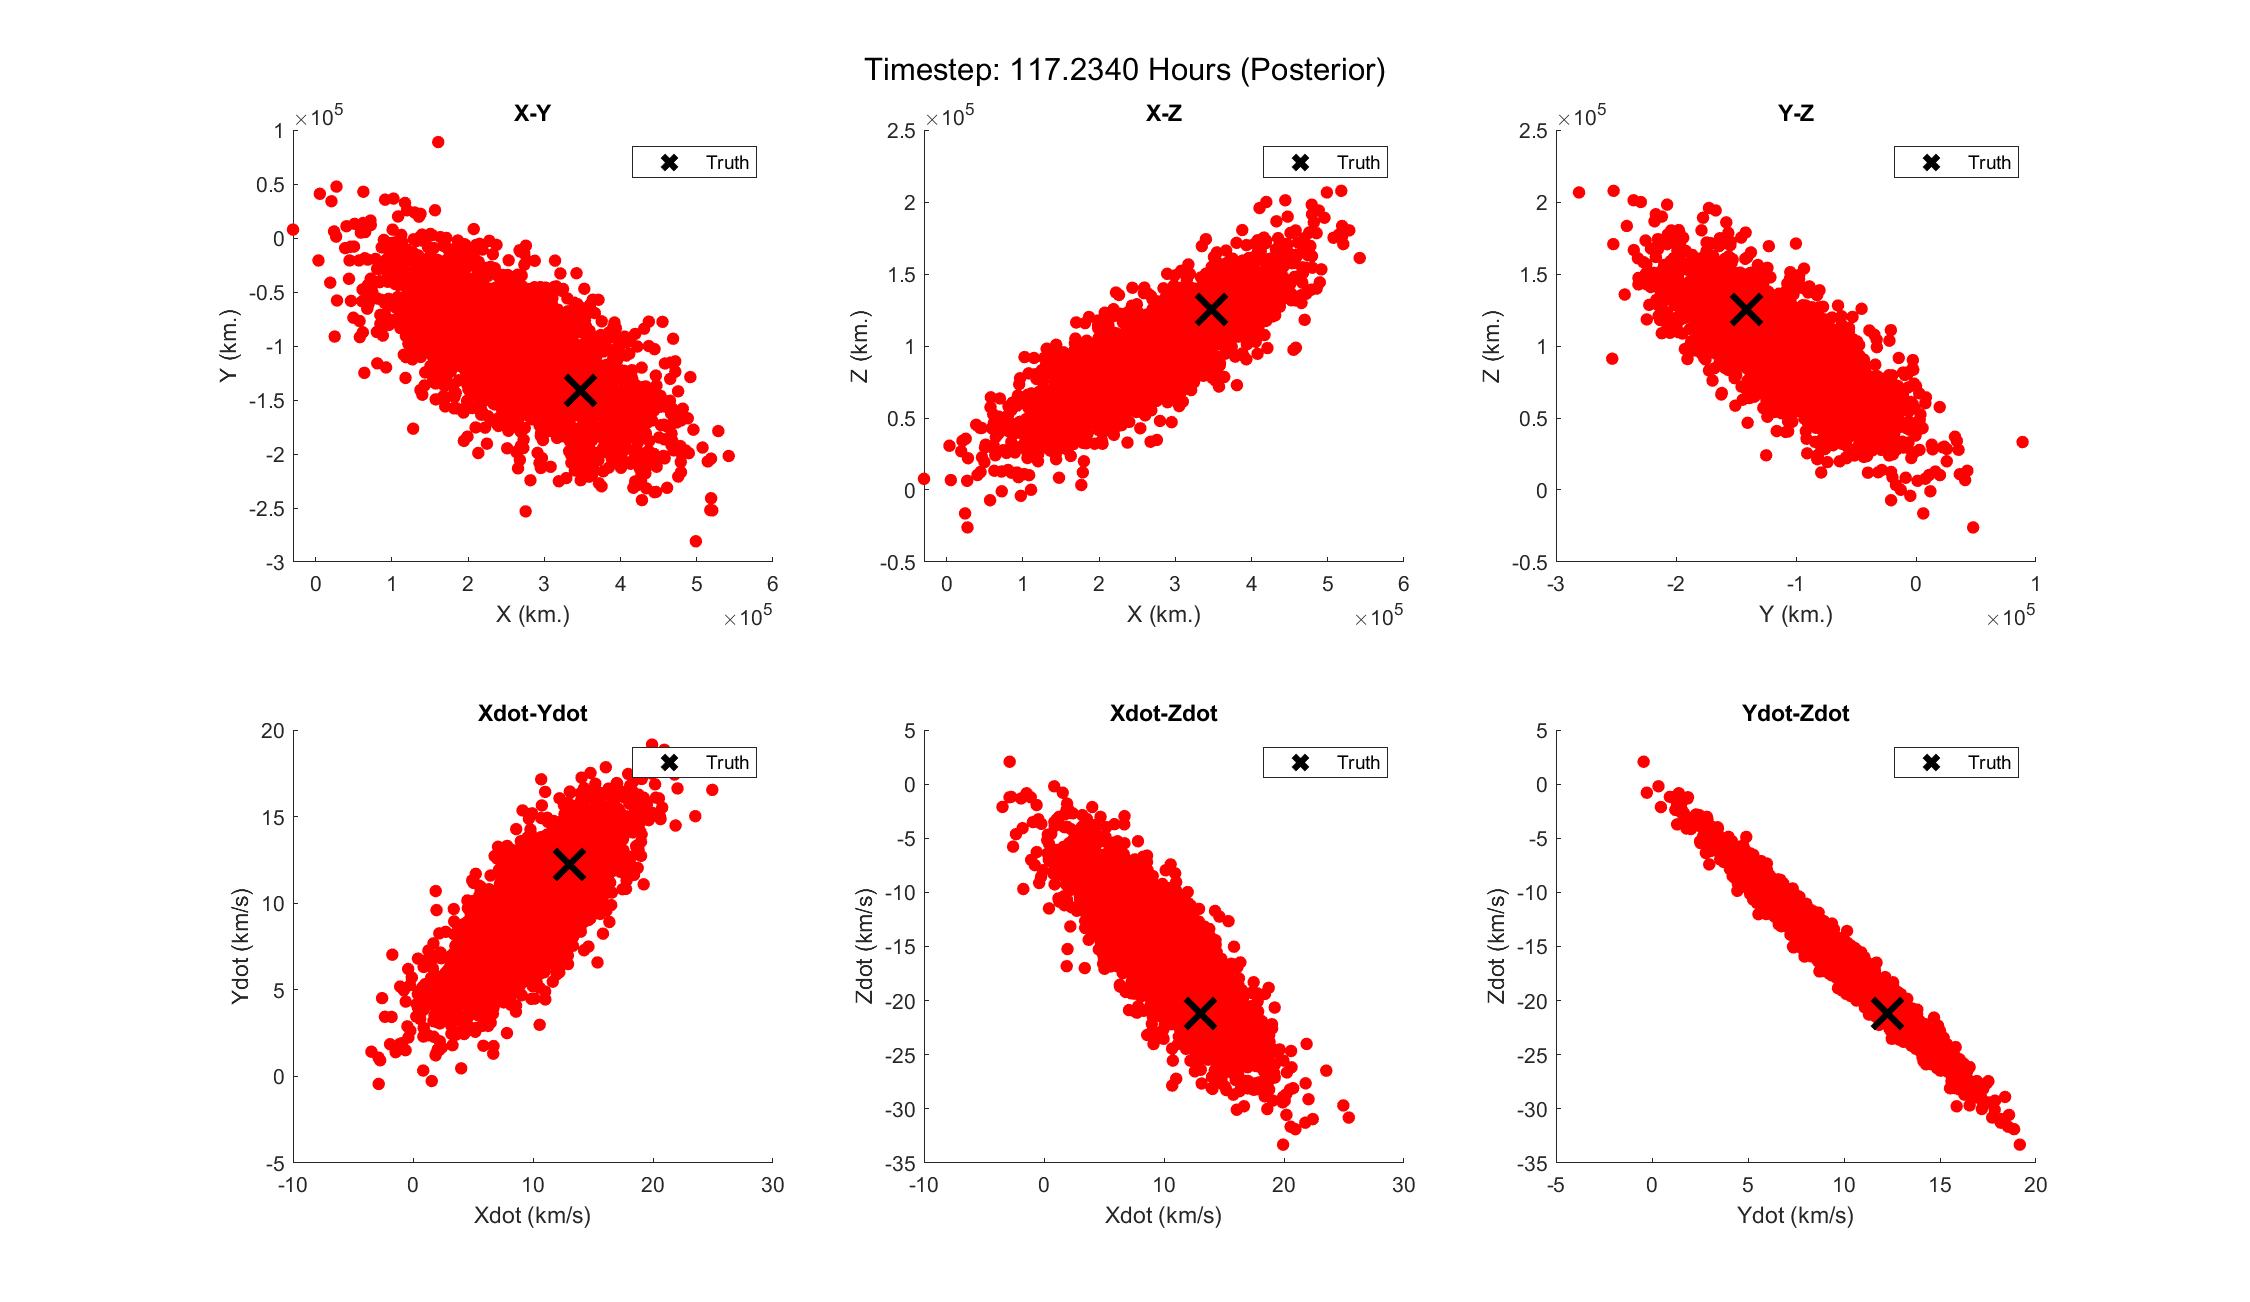 Timestep: 117.2340 Hours (Posterior)
X-Y
×10^5
1
0.5
0
-0.5
-1
-1.5
-2
-2.5
-3
Y (km.)
0 1 2 3 4 5 6
X (km.)
×10^5
Truth
X-Z
×10^5
2.5
2
1.5
1
0.5
0
-0.5
Z (km.)
0 1 2 3 4 5 6
X (km.)
×10^5
Truth
Y-Z
×10^5
2.5
2
1.5
1
0.5
0
-0.5
Z (km.)
-3 -2 -1 0 1
Y (km.)
×10^5
Truth
Xdot-Ydot
20
15
10
5
0
-5
Ydot (km/s)
-10 0 10 20 30
Xdot (km/s)
Truth
Xdot-Zdot
5
0
-5
-10
-15
-20
-25
-30
-35
Zdot (km/s)
-10 0 10 20 30
Xdot (km/s)
Truth
Ydot-Zdot
5
0
-5
-10
-15
-20
-25
-30
-35
Zdot (km/s)
-5 0 5 10 15 20
Ydot (km/s)
Truth